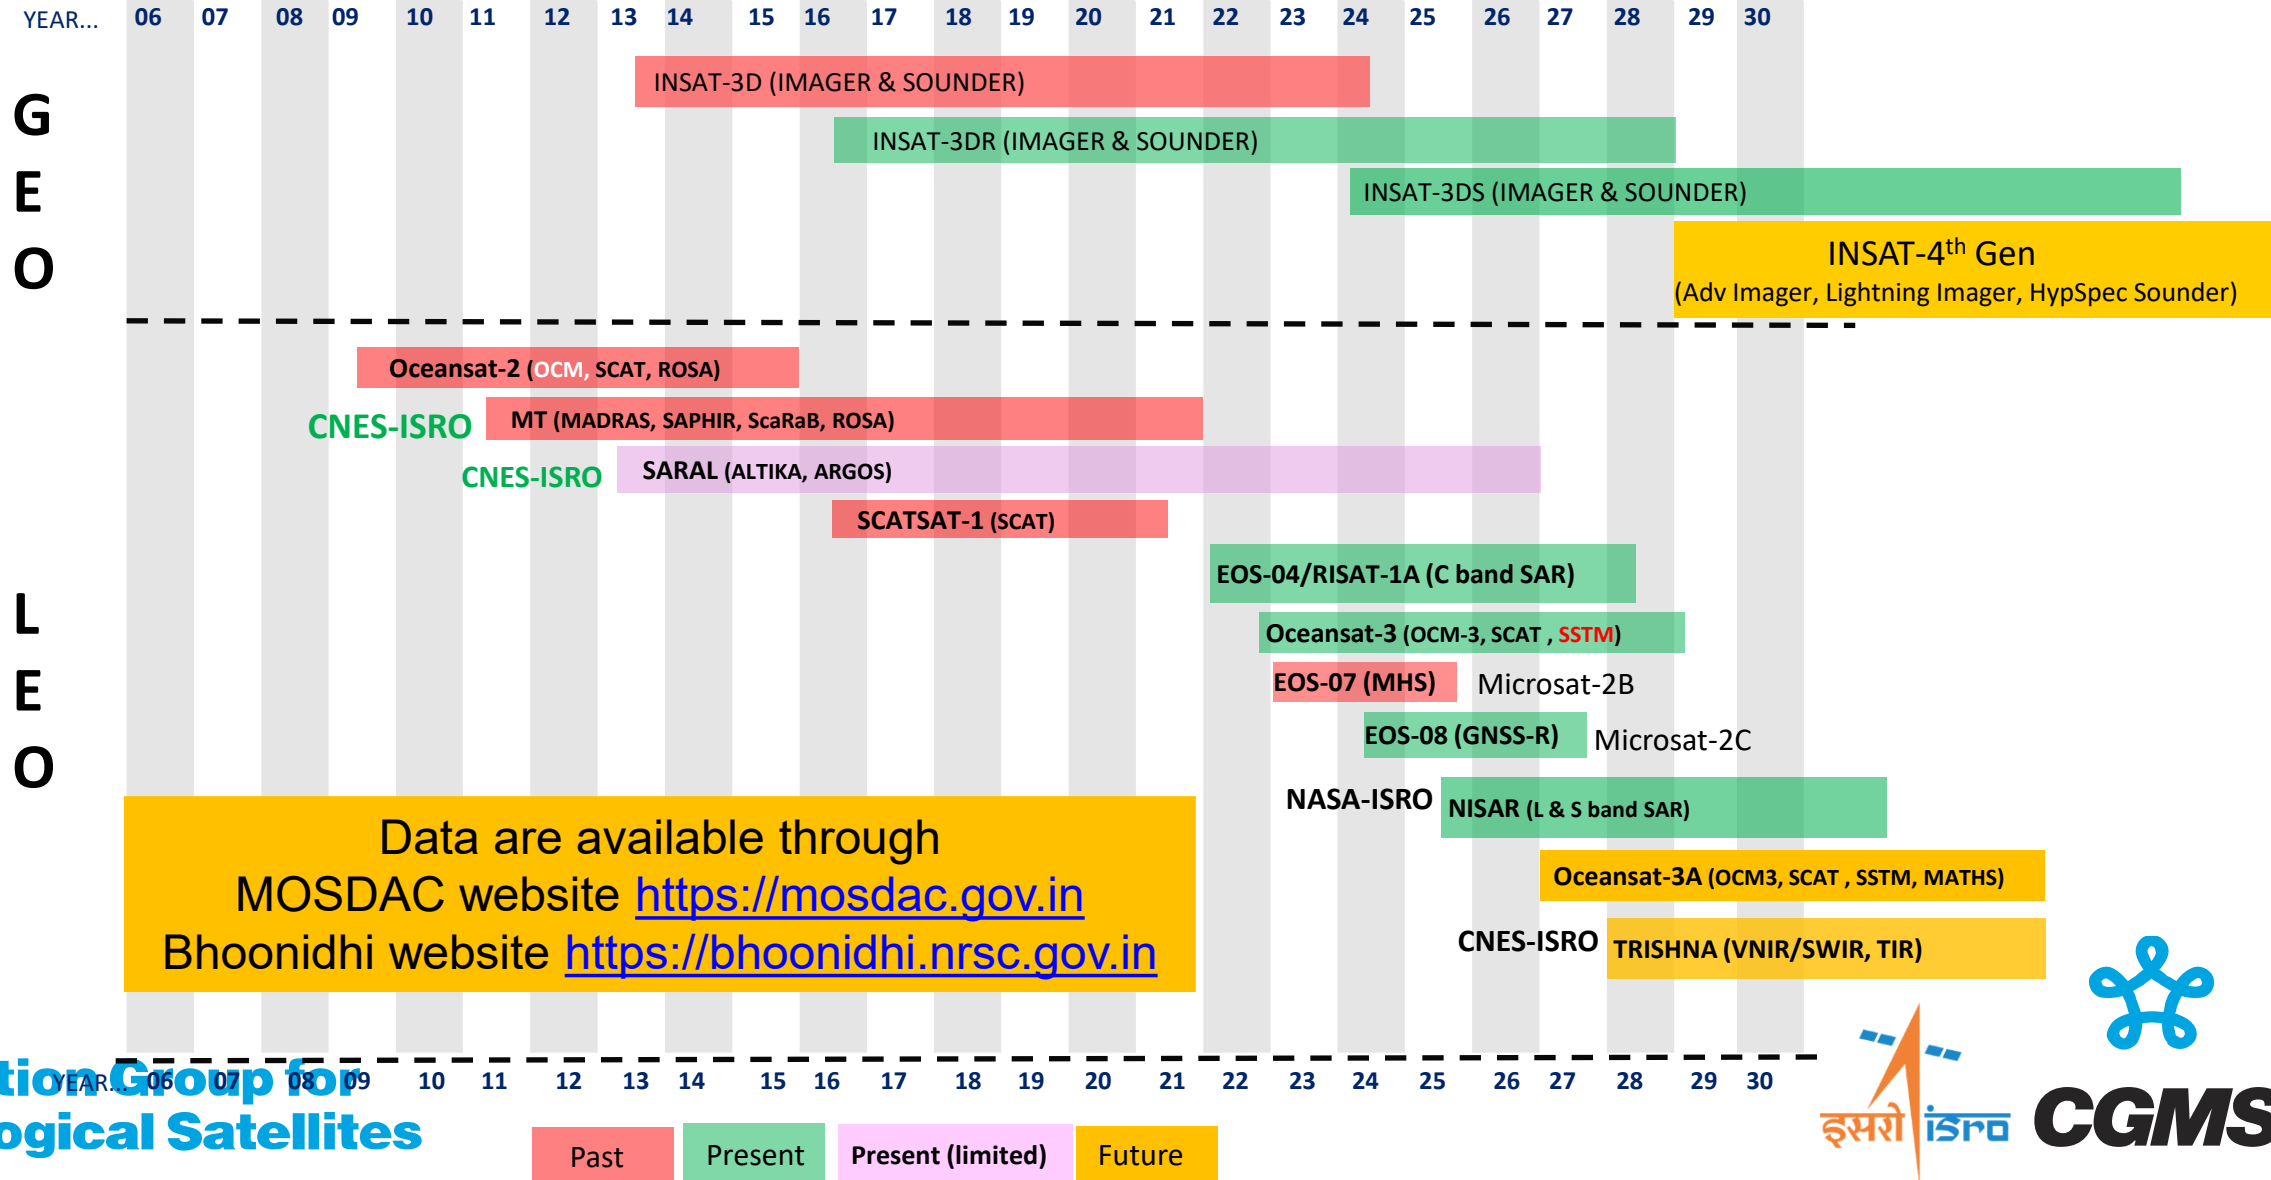 YEAR... 06 07 08 09 10 11 12 13 14 15 16 17 18 19 20 21 22 23 24 25 26 27 28 29 30
GEO
INSAT-3D (IMAGER & SOUNDER)
INSAT-3DR (IMAGER & SOUNDER)
INSAT-3DS (IMAGER & SOUNDER)
INSAT-4th Gen
(Adv Imager, Lightning Imager, HypSpec Sounder)
LEO
Oceansat-2 (OCM, SCAT, ROSA)
CNES-ISRO MT (MADRAS, SAPHIR, ScaRaB, ROSA)
CNES-ISRO SARAL (ALTIKA, ARGOS)
SCATSAT-1 (SCAT)
EOS-04/RISAT-1A (C band SAR)
Oceansat-3 (OCM-3, SCAT , SSTM)
EOS-07 (MHS) Microsat-2B
EOS-08 (GNSS-R) Microsat-2C
NASA-ISRO NISAR (L & S band SAR)
Oceansat-3A (OCM3, SCAT , SSTM, MATHS)
CNES-ISRO TRISHNA (VNIR/SWIR, TIR)
Data are available through
MOSDAC website https://mosdac.gov.in
Bhoonidhi website https://bhoonidhi.nrsc.gov.in
YEAR... 06 07 08 09 10 11 12 13 14 15 16 17 18 19 20 21 22 23 24 25 26 27 28 29 30
tion Group for
ogical Satellites
Past Present Present (limited) Future
इसरो isro
CGMS